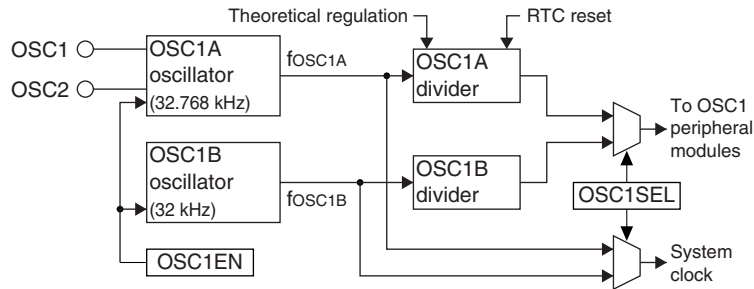 Theoretical regulation
RTC reset
OSC1
OSC2
OSC1A
oscillator
(32.768 kHz)
fOSC1A
OSC1A
divider
To OSC1
peripheral
modules
OSC1B
oscillator
(32 kHz)
fOSC1B
OSC1B
divider
OSC1SEL
OSC1EN
System
clock